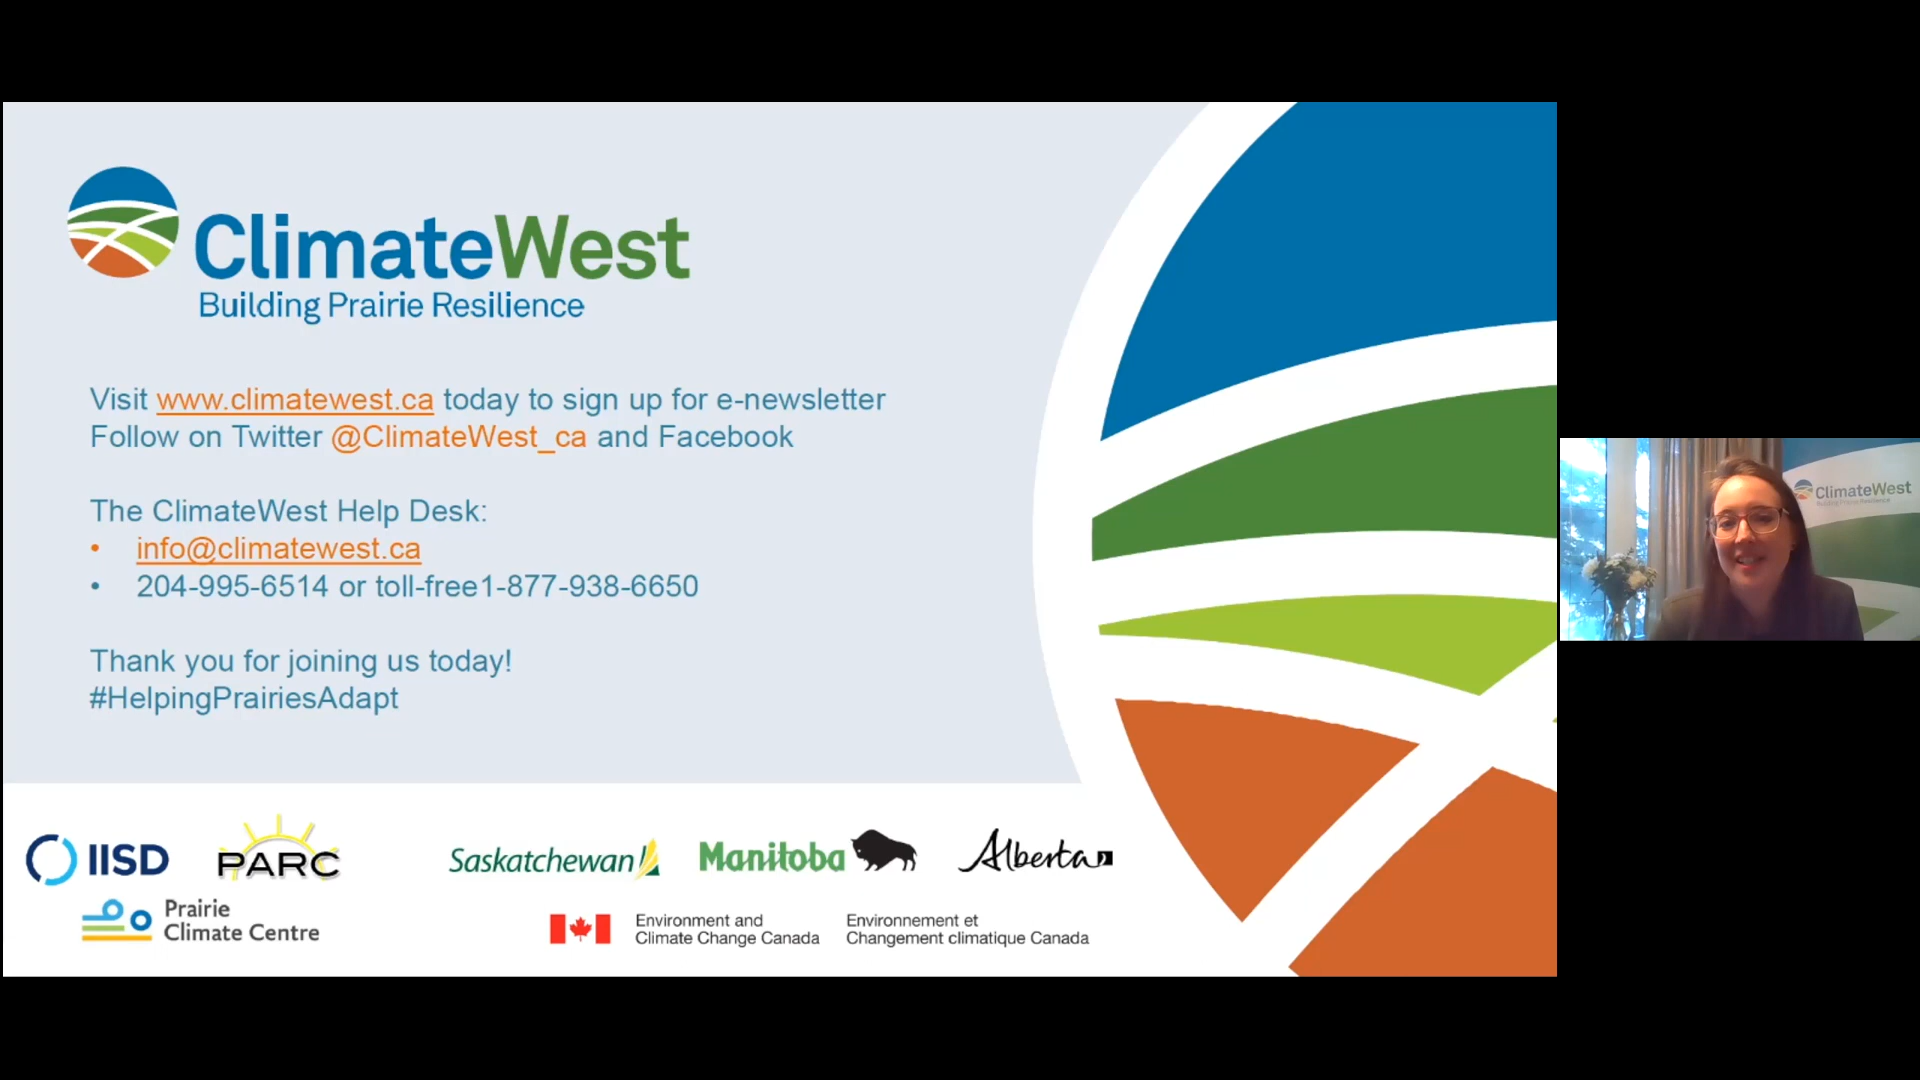 ClimateWest
Building Prairie Resilience
Visit www.climatewest.ca today to sign up for e-newsletter
Follow on Twitter @ClimateWest_ca and Facebook
The ClimateWest Help Desk:
• info@climatewest.ca
• 204-995-6514 or toll-free1-877-938-6650
Thank you for joining us today!
#HelpingPrairiesAdapt
IISD
PARC
Saskatchewan
Manitoba
Alberta
Prairie
Climate Centre
Environment and
Climate Change Canada
Environnement et
Changement climatique Canada
ClimateWest
Building Prairie Resilience